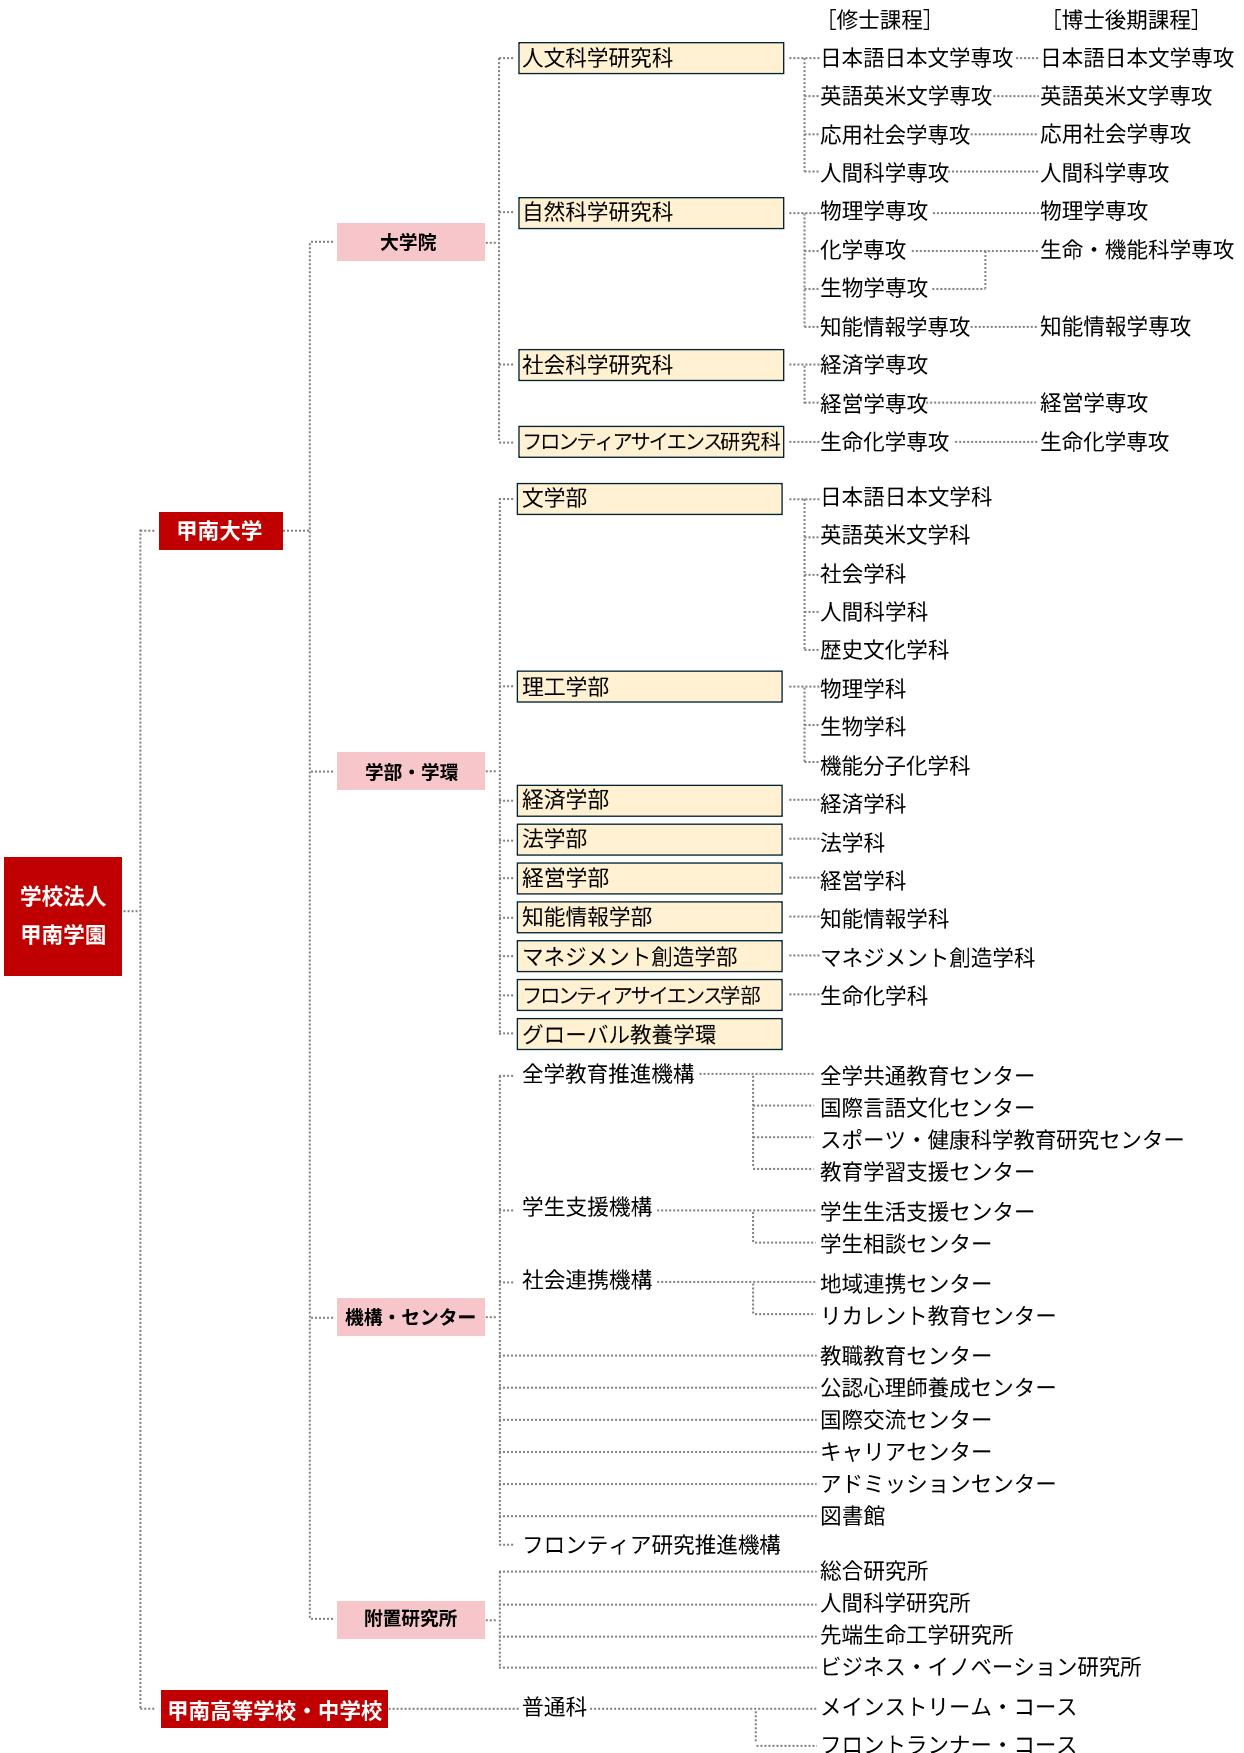 ［修士課程］
［博士後期課程］
人文科学研究科
日本語日本文学専攻
日本語日本文学専攻
英語英米文学専攻
英語英米文学専攻
応用社会学専攻
応用社会学専攻
人間科学専攻
人間科学専攻
大学院
自然科学研究科
物理学専攻
物理学専攻
化学専攻
生命・機能科学専攻
生物学専攻
知能情報学専攻
知能情報学専攻
社会科学研究科
経済学専攻
経営学専攻
経営学専攻
フロンティアサイエンス研究科
生命化学専攻
生命化学専攻
甲南大学
文学部
日本語日本文学科
英語英米文学科
社会学科
人間科学科
歴史文化学科
学部・学環
理工学部
物理学科
生物学科
機能分子化学科
経済学部
経済学科
法学部
法学科
学校法人
甲南学園
経営学部
経営学科
知能情報学部
知能情報学科
マネジメント創造学部
マネジメント創造学科
フロンティアサイエンス学部
生命化学科
グローバル教養学環
全学教育推進機構
全学共通教育センター
国際言語文化センター
スポーツ・健康科学教育研究センター
教育学習支援センター
学生支援機構
学生生活支援センター
学生相談センター
機構・センター
社会連携機構
地域連携センター
リカレント教育センター
教職教育センター
公認心理師養成センター
国際交流センター
キャリアセンター
アドミッションセンター
図書館
フロンティア研究推進機構
附置研究所
総合研究所
人間科学研究所
先端生命工学研究所
ビジネス・イノベーション研究所
甲南高等学校・中学校
普通科
メインストリーム・コース
フロントランナー・コース